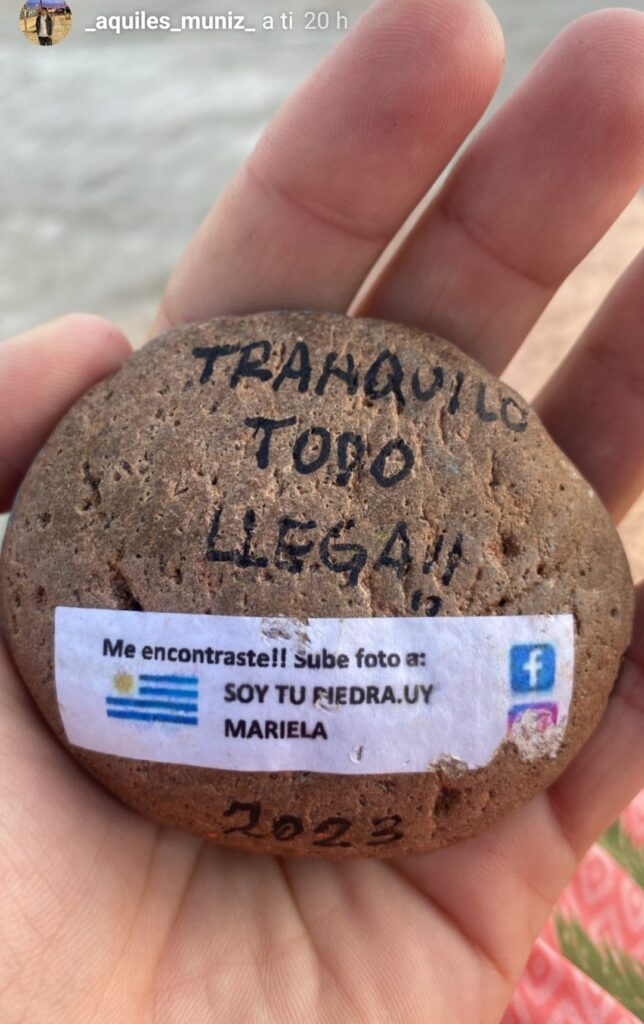 _aquiles_muniz_ a ti 20 h
TRANQUILO
TODO
LLEGA!!
Me encontraste!! Sube foto a:
SOY TU PIEDRA.UY
MARIELA
2023